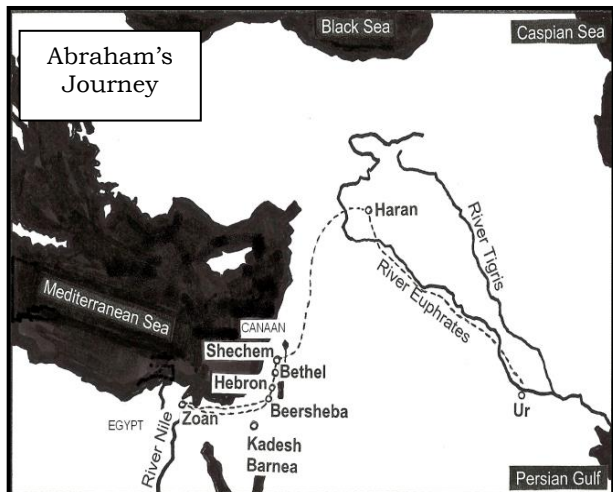 Abraham's
Journey
Black Sea
Caspian Sea
Haran
River Tigris
River Euphrates
Mediterranean Sea
CANAAN
Shechem
Bethel
Hebron
Beersheba
Ur
Zoan
EGYPT
River Nile
Kadesh
Barnea
Persian Gulf